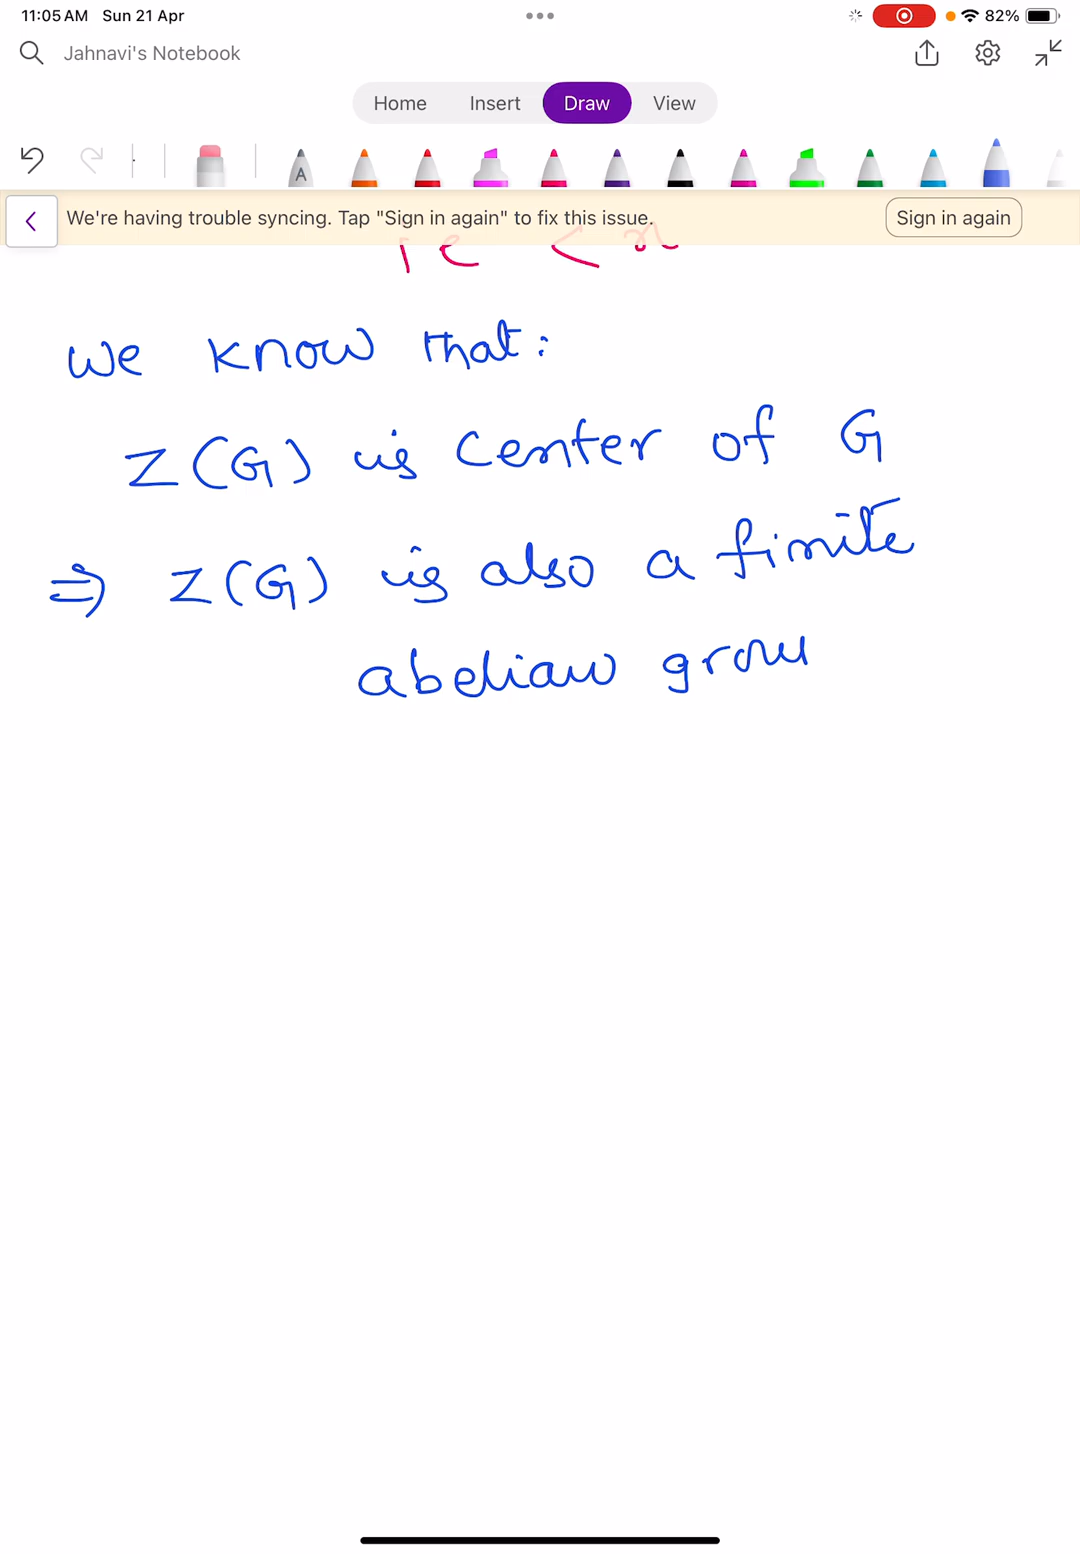 11:05 AM Sun 21 Apr
82%
Jahnavi's Notebook
Home Insert Draw View
A
We're having trouble syncing. Tap "Sign in again" to fix this issue. Sign in again
ie < n
we know that:
Z(G) is center of G
⇒ Z(G) is also a finite
abelian grou